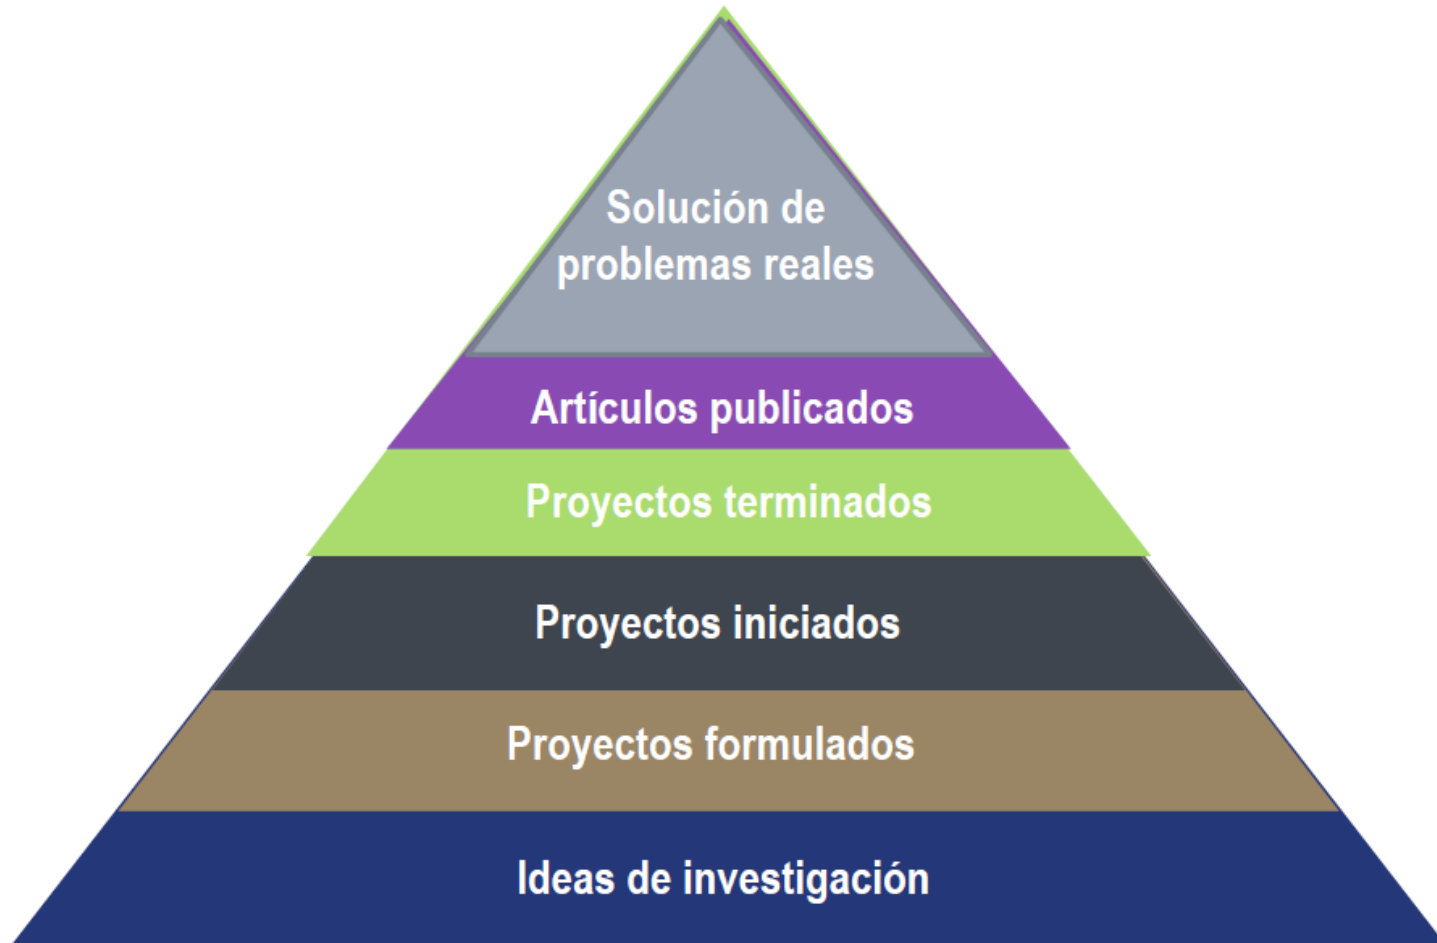 Solución de
problemas reales
Artículos publicados
Proyectos terminados
Proyectos iniciados
Proyectos formulados
Ideas de investigación